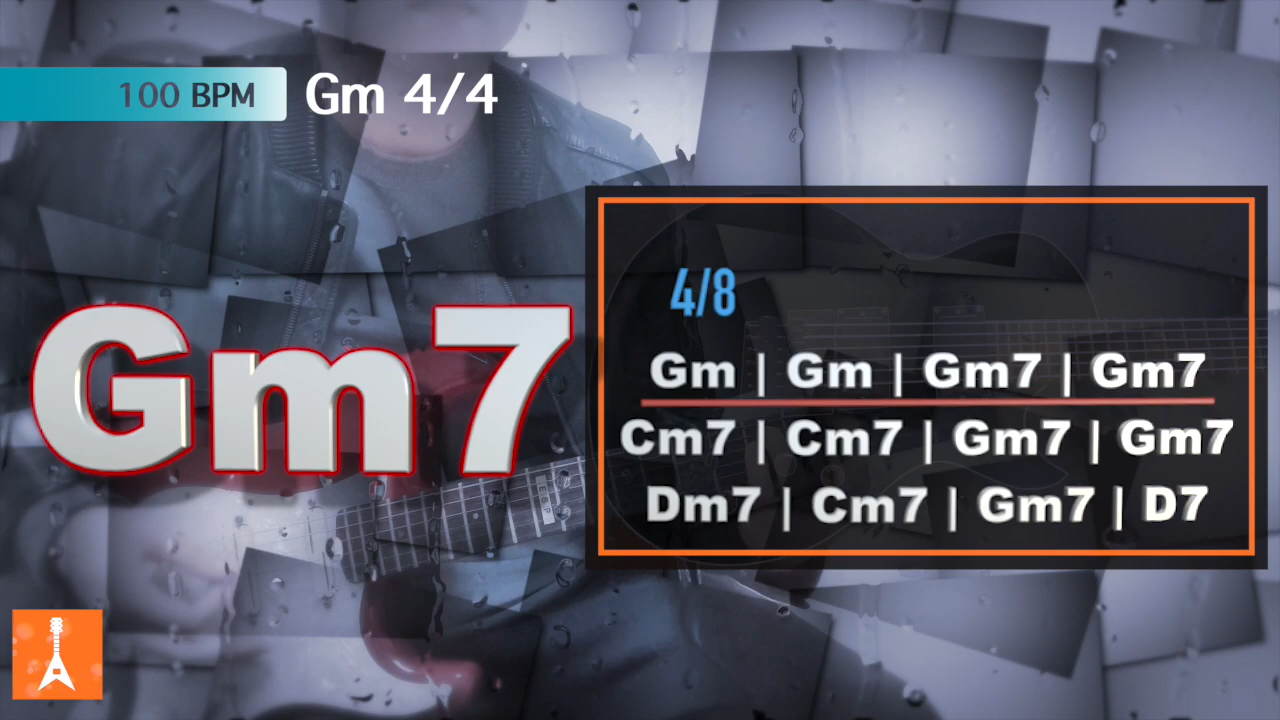 100 BPM Gm 4/4
Gm7
4/8
Gm | Gm | Gm7 | Gm7
Cm7 | Cm7 | Gm7 | Gm7
Dm7 | Cm7 | Gm7 | D7
ESP